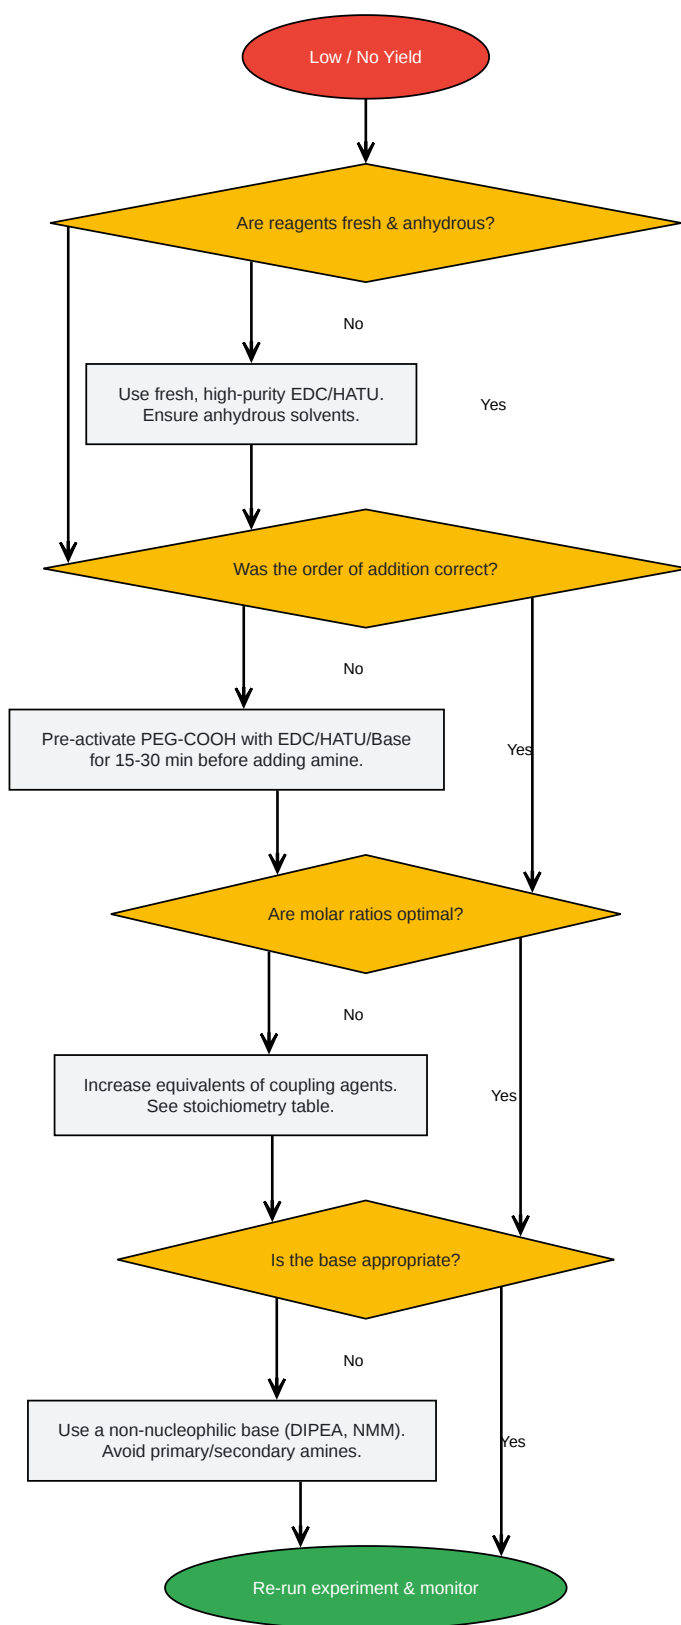 Low / No Yield
Are reagents fresh & anhydrous?
No
Use fresh, high-purity EDC/HATU.
Ensure anhydrous solvents.
Yes
Was the order of addition correct?
No
Pre-activate PEG-COOH with EDC/HATU/Base
for 15-30 min before adding amine.
Yes
Are molar ratios optimal?
No
Increase equivalents of coupling agents.
See stoichiometry table.
Yes
Is the base appropriate?
No
Use a non-nucleophilic base (DIPEA, NMM).
Avoid primary/secondary amines.
Yes
Re-run experiment & monitor